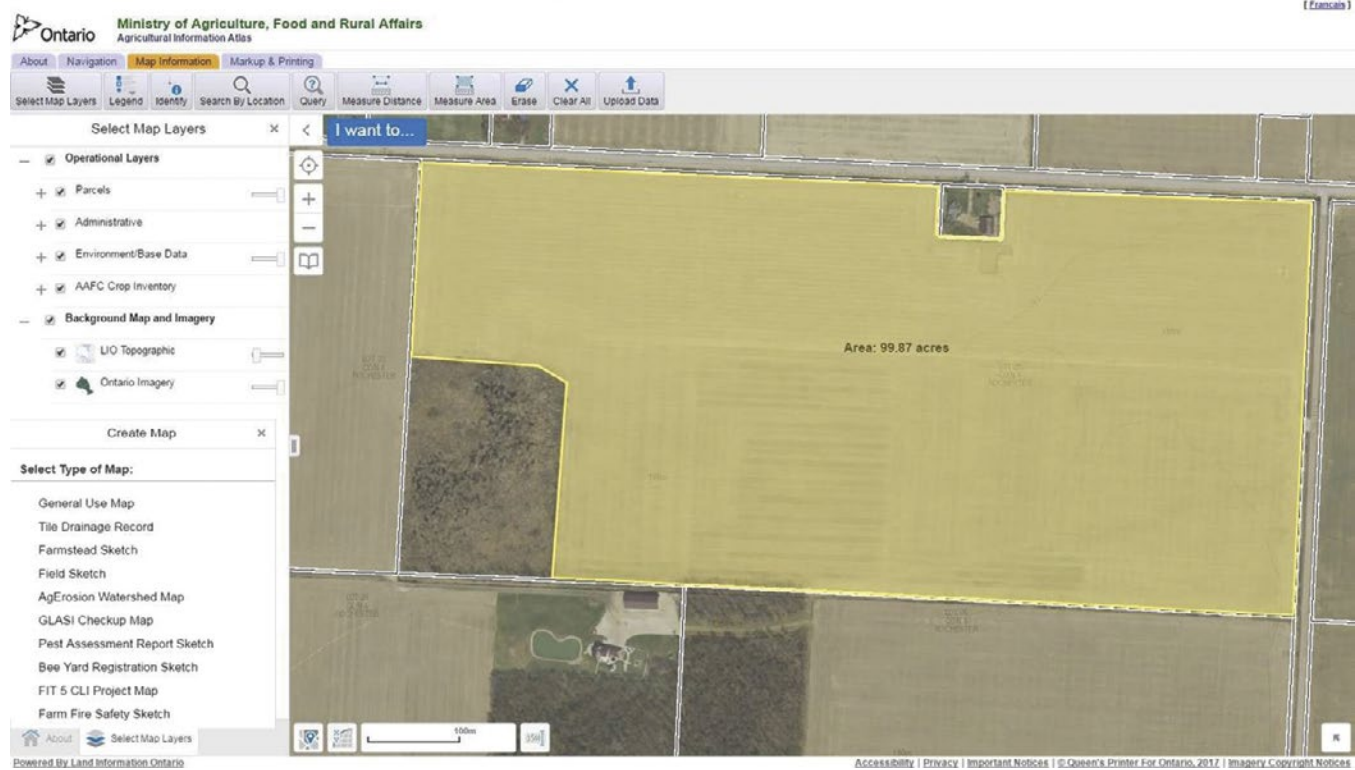 [ Français ]
Ontario
Ministry of Agriculture, Food and Rural Affairs
Agricultural Information Atlas
About Navigation Map Information Markup & Printing
Select Map Layers Legend Identify Search By Location Query Measure Distance Measure Area Erase Clear All Upload Data
Select Map Layers
I want to...
Operational Layers
Parcels
Administrative
Environment/Base Data
AAFC Crop Inventory
Background Map and Imagery
LIO Topographic
Ontario Imagery
Area: 99.87 acres
Create Map
Select Type of Map:
General Use Map
Tile Drainage Record
Farmstead Sketch
Field Sketch
AgErosion Watershed Map
GLASI Checkup Map
Pest Assessment Report Sketch
Bee Yard Registration Sketch
FIT 5 CLI Project Map
Farm Fire Safety Sketch
About Select Map Layers
100m
Powered By Land Information Ontario
Accessibility | Privacy | Important Notices | © Queen's Printer For Ontario, 2017 | Imagery Copyright Notices